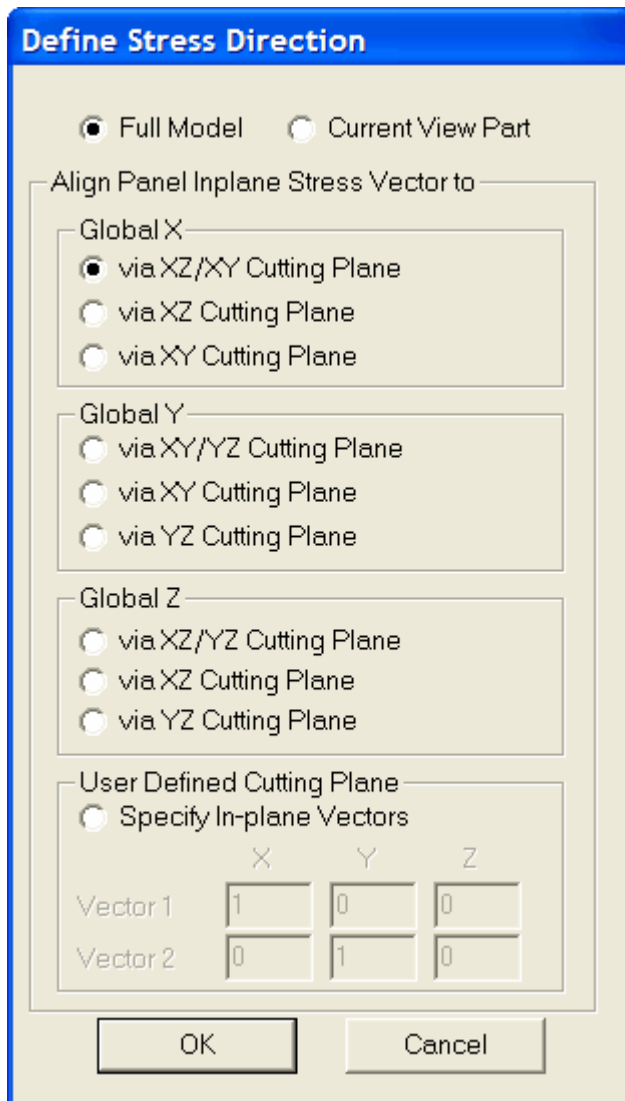 Define Stress Direction
Full Model Current View Part
Align Panel Inplane Stress Vector to
Global X
via XZ/XY Cutting Plane
via XZ Cutting Plane
via XY Cutting Plane
Global Y
via XY/YZ Cutting Plane
via XY Cutting Plane
via YZ Cutting Plane
Global Z
via XZ/YZ Cutting Plane
via XZ Cutting Plane
via YZ Cutting Plane
User Defined Cutting Plane
Specify In-plane Vectors
X Y Z
Vector 1 1 0 0
Vector 2 0 1 0
OK Cancel